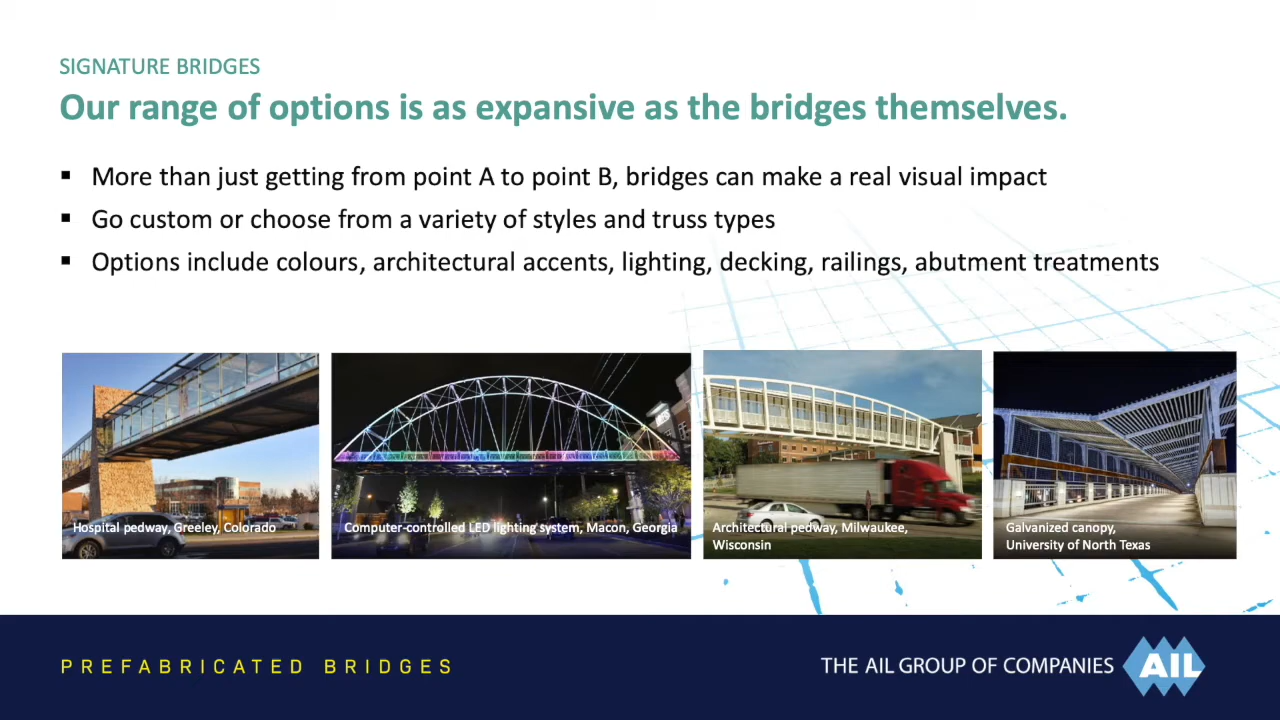 SIGNATURE BRIDGES
Our range of options is as expansive as the bridges themselves.
▪ More than just getting from point A to point B, bridges can make a real visual impact
▪ Go custom or choose from a variety of styles and truss types
▪ Options include colours, architectural accents, lighting, decking, railings, abutment treatments
Hospital pedway, Greeley, Colorado
Computer-controlled LED lighting system, Macon, Georgia
Architectural pedway, Milwaukee,
Wisconsin
Galvanized canopy,
University of North Texas
PREFABRICATED BRIDGES
THE AIL GROUP OF COMPANIES
AIL